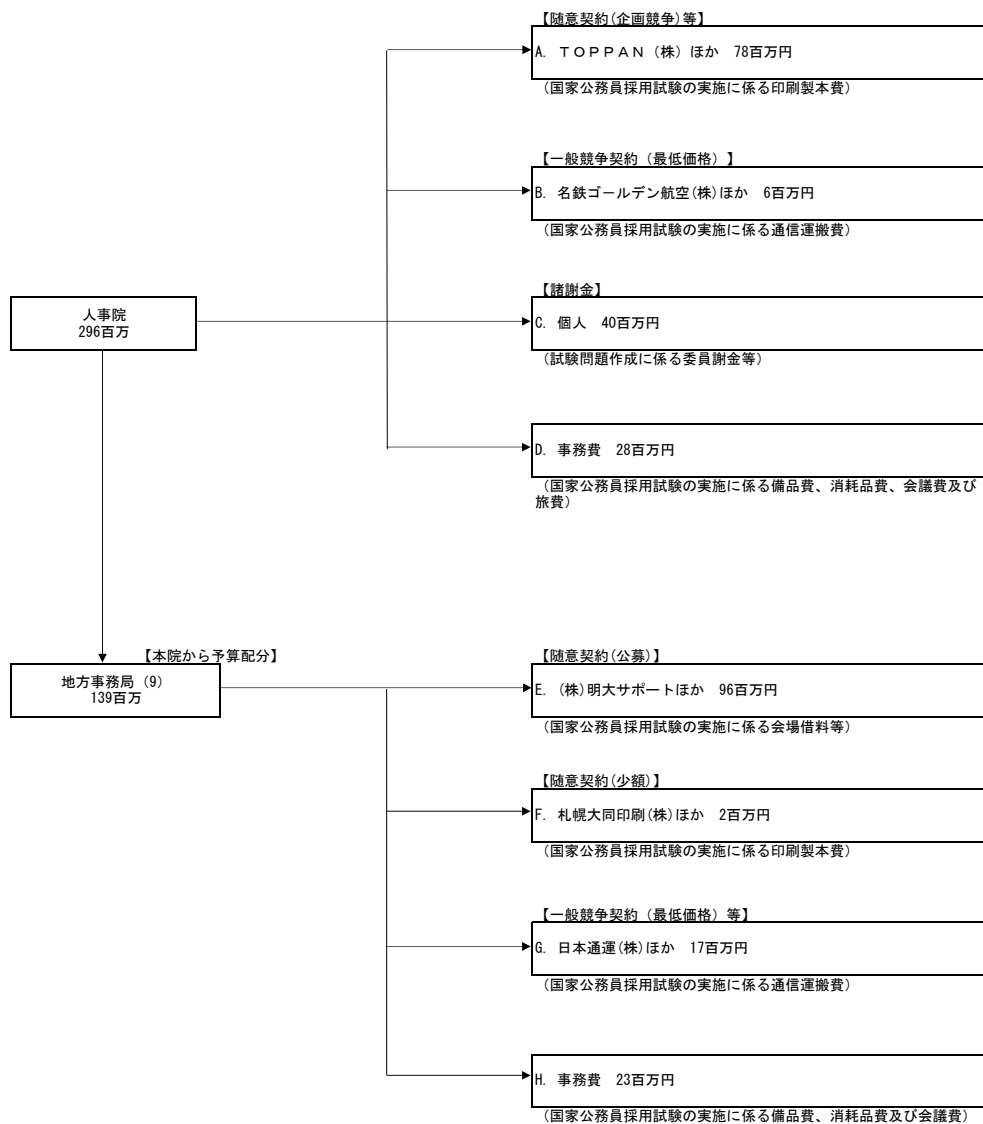 【随意契約(企画競争)等】
A. ＴＯＰＰＡＮ（株）ほか　78百万円
（国家公務員採用試験の実施に係る印刷製本費）
【一般競争契約（最低価格）】
B. 名鉄ゴールデン航空(株)ほか　6百万円
（国家公務員採用試験の実施に係る通信運搬費）
人事院
296百万
【諸謝金】
C. 個人　40百万円
（試験問題作成に係る委員謝金等）
D. 事務費　28百万円
（国家公務員採用試験の実施に係る備品費、消耗品費、会議費及び
旅費）
【本院から予算配分】
地方事務局（9）
139百万
【随意契約(公募)】
E. (株)明大サポートほか　96百万円
（国家公務員採用試験の実施に係る会場借料等）
【随意契約(少額)】
F. 札幌大同印刷(株)ほか　2百万円
（国家公務員採用試験の実施に係る印刷製本費）
【一般競争契約（最低価格）等】
G. 日本通運(株)ほか　17百万円
（国家公務員採用試験の実施に係る通信運搬費）
H. 事務費　23百万円
（国家公務員採用試験の実施に係る備品費、消耗品費及び会議費）